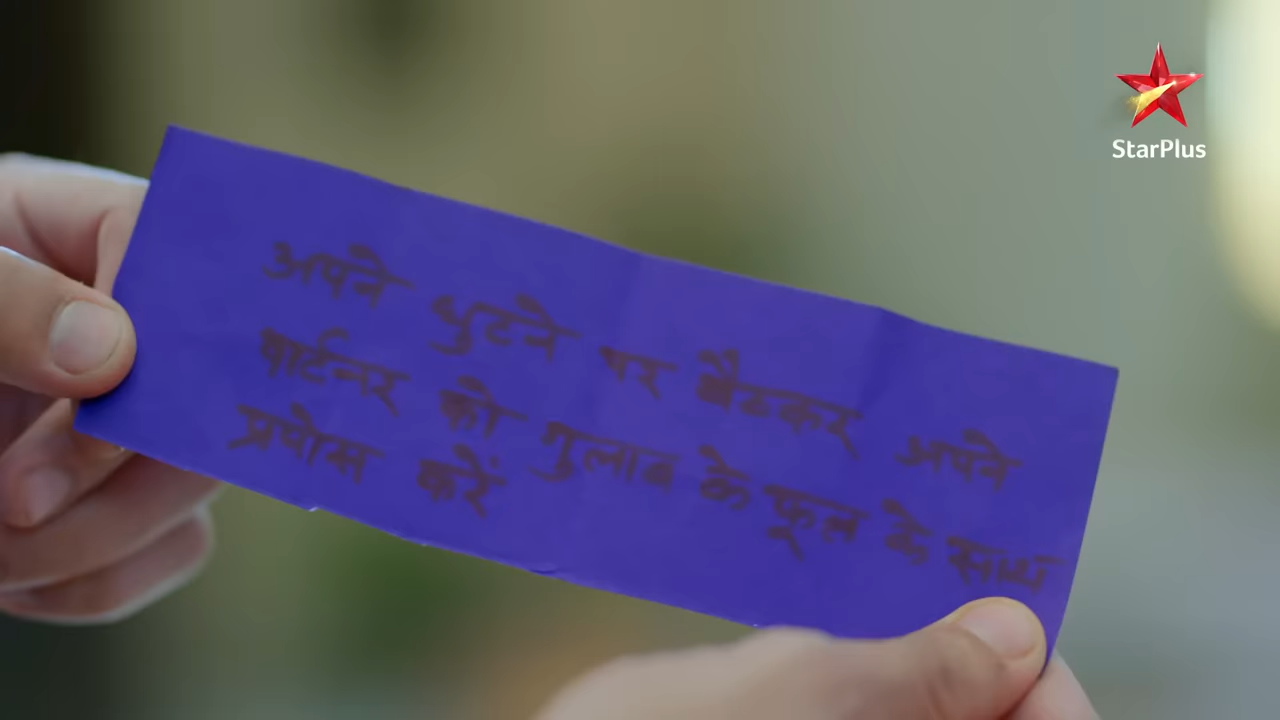 StarPlus
अपने घुटने पर बैठकर अपने
पार्टनर को गुलाब के फूल के साथ
प्रपोस करें